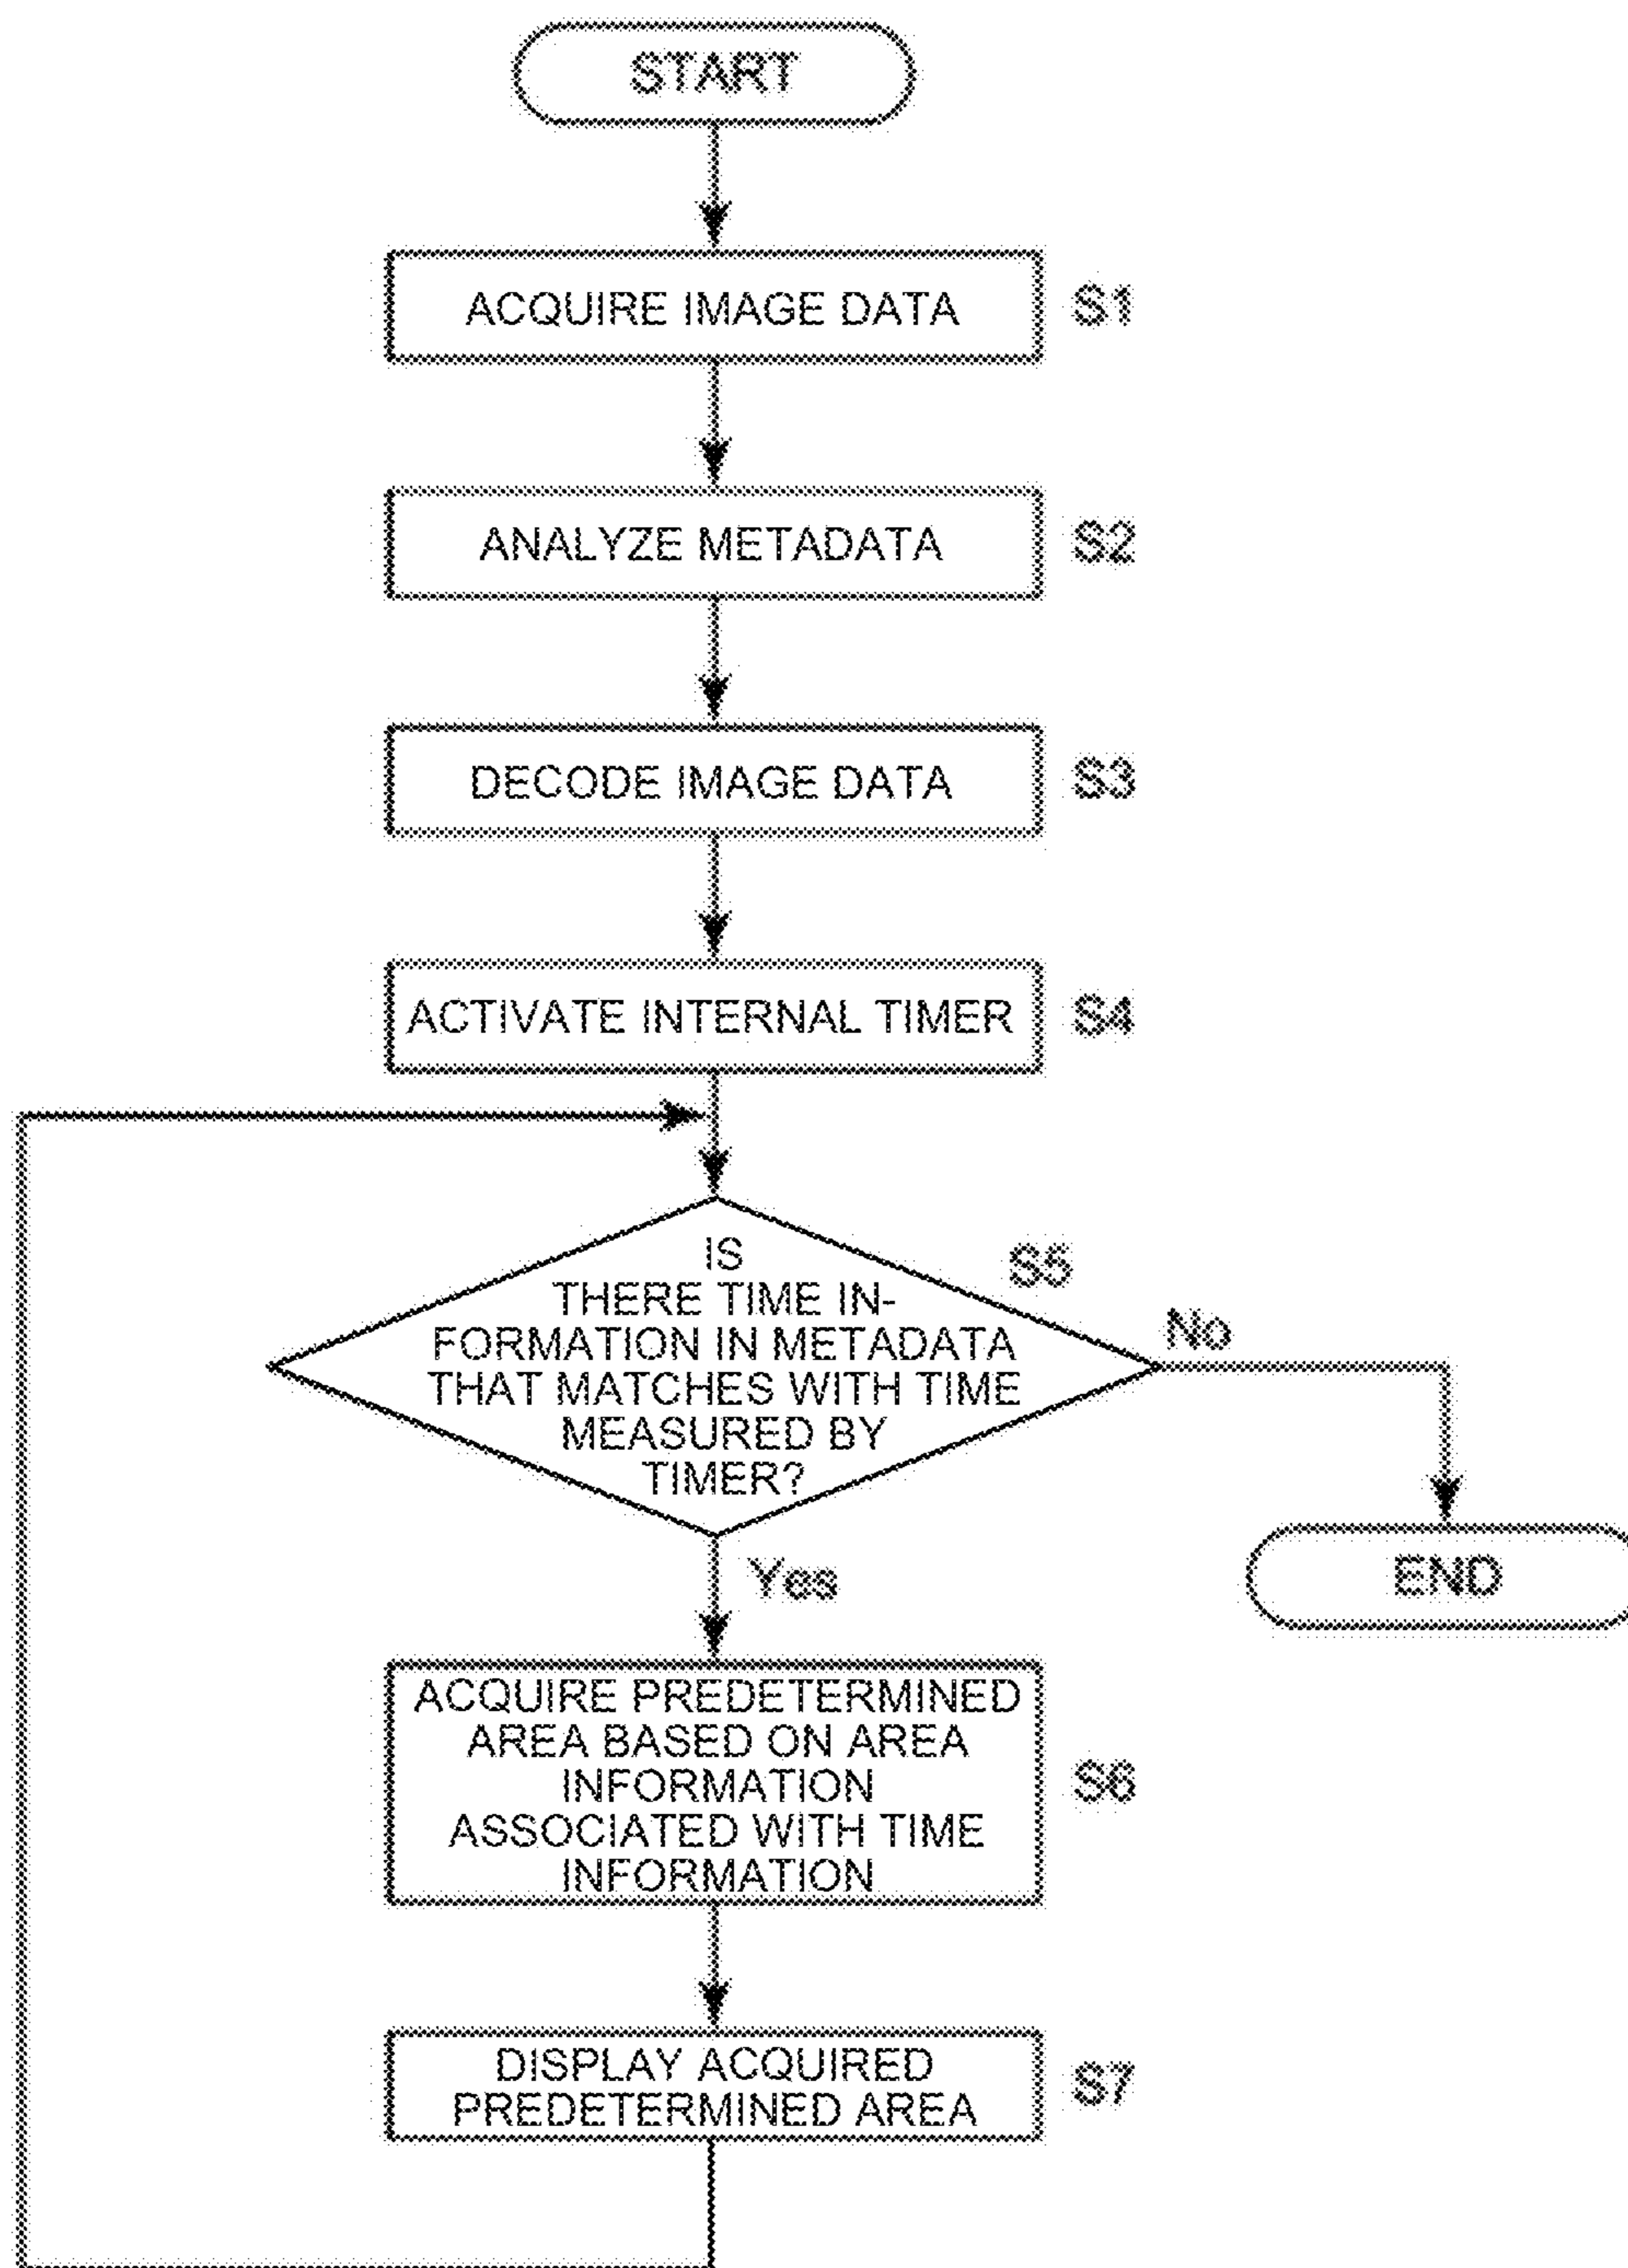 START
ACQUIRE IMAGE DATA
S1
ANALYZE METADATA
S2
DECODE IMAGE DATA
S3
ACTIVATE INTERNAL TIMER
S4
IS
THERE TIME IN-
FORMATION IN METADATA
THAT MATCHES WITH TIME
MEASURED BY
TIMER?
S5
No
END
Yes
ACQUIRE PREDETERMINED
AREA BASED ON AREA
INFORMATION
ASSOCIATED WITH TIME
INFORMATION
S6
DISPLAY ACQUIRED
PREDETERMINED AREA
S7